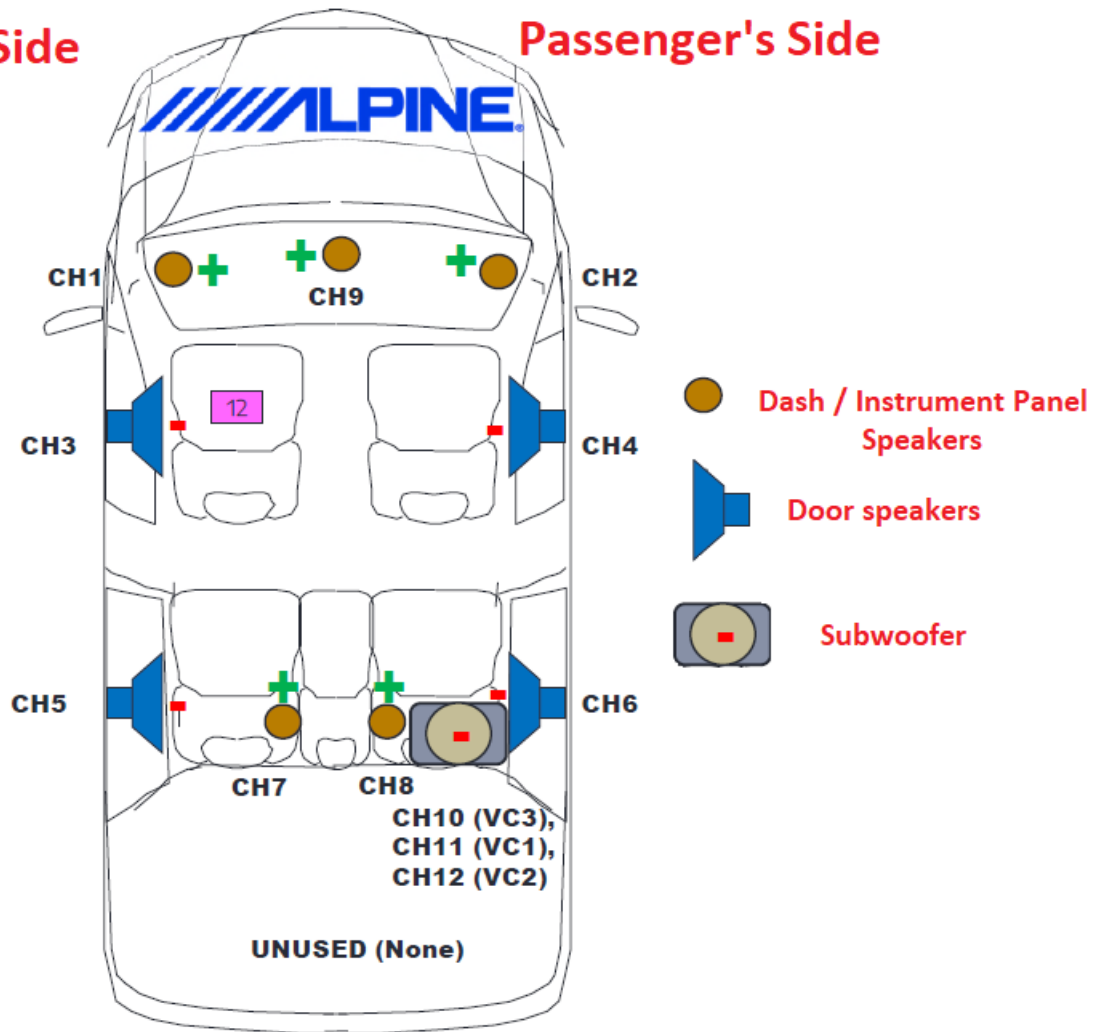 Side
Passenger's Side
ALPINE
CH1
CH9
CH2
12
CH3
CH4
Dash / Instrument Panel
Speakers
Door speakers
Subwoofer
CH5
CH6
CH7
CH8
CH10 (VC3),
CH11 (VC1),
CH12 (VC2)
UNUSED (None)